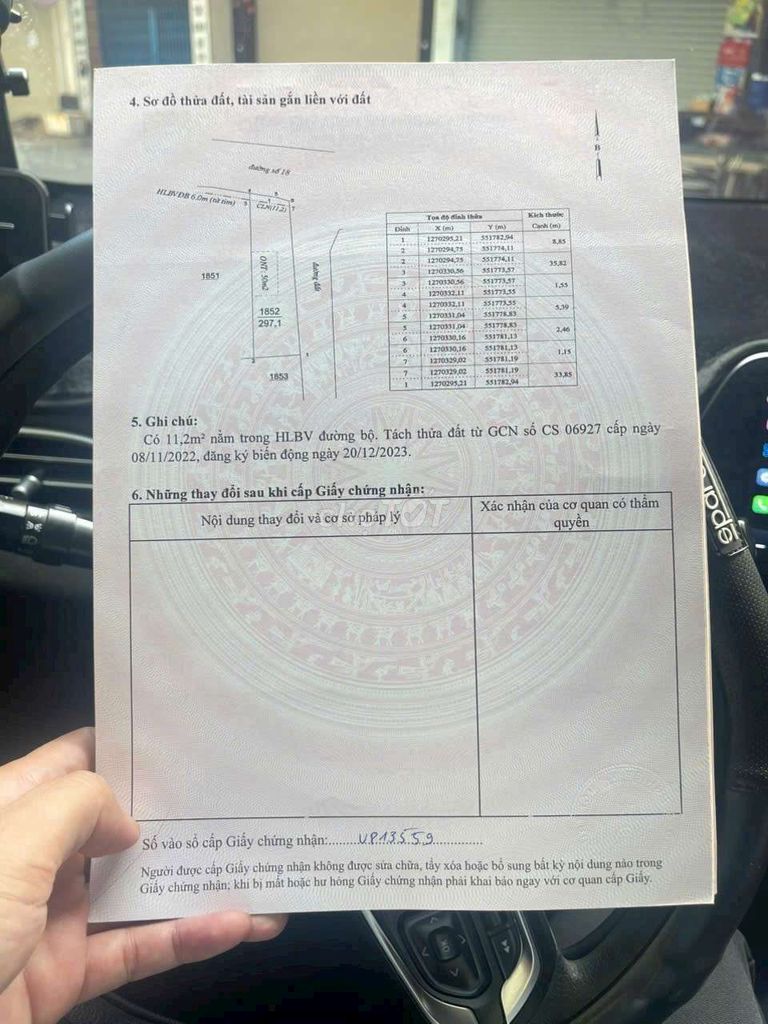 4. Sơ đồ thửa đất, tài sản gắn liền với đất
B
đường số 18
HLBVĐB 6.0m (từ tim)
CLN(11,2)
4
5
6
3
7
ONT 50m2
đường đất
1851
1852
297,1
2
1
1853
Tọa độ đỉnh thửa
Kích thước
Đỉnh X (m) Y (m) Cạnh (m)
1 1270295,21 551782,94
8,85
2 1270294,75 551774,11
2 1270294,75 551774,11
35,82
3 1270330,56 551773,57
3 1270330,56 551773,57
1,55
4 1270332,11 551773,55
4 1270332,11 551773,55
5,39
5 1270331,04 551778,83
5 1270331,04 551778,83
2,46
6 1270330,16 551781,13
6 1270330,16 551781,13
1,15
7 1270329,02 551781,19
7 1270329,02 551781,19
33,85
1 1270295,21 551782,94
5. Ghi chú:
Có 11,2m² nằm trong HLBV đường bộ. Tách thửa đất từ GCN số CS 06927 cấp ngày
08/11/2022, đăng ký biến động ngày 20/12/2023.
6. Những thay đổi sau khi cấp Giấy chứng nhận:
Nội dung thay đổi và cơ sở pháp lý
Xác nhận của cơ quan có thẩm
quyền
Số vào sổ cấp Giấy chứng nhận:........VP13559..............
Người được cấp Giấy chứng nhận không được sửa chữa, tẩy xóa hoặc bổ sung bất kỳ nội dung nào trong
Giấy chứng nhận; khi bị mất hoặc hư hỏng Giấy chứng nhận phải khai báo ngay với cơ quan cấp Giấy.